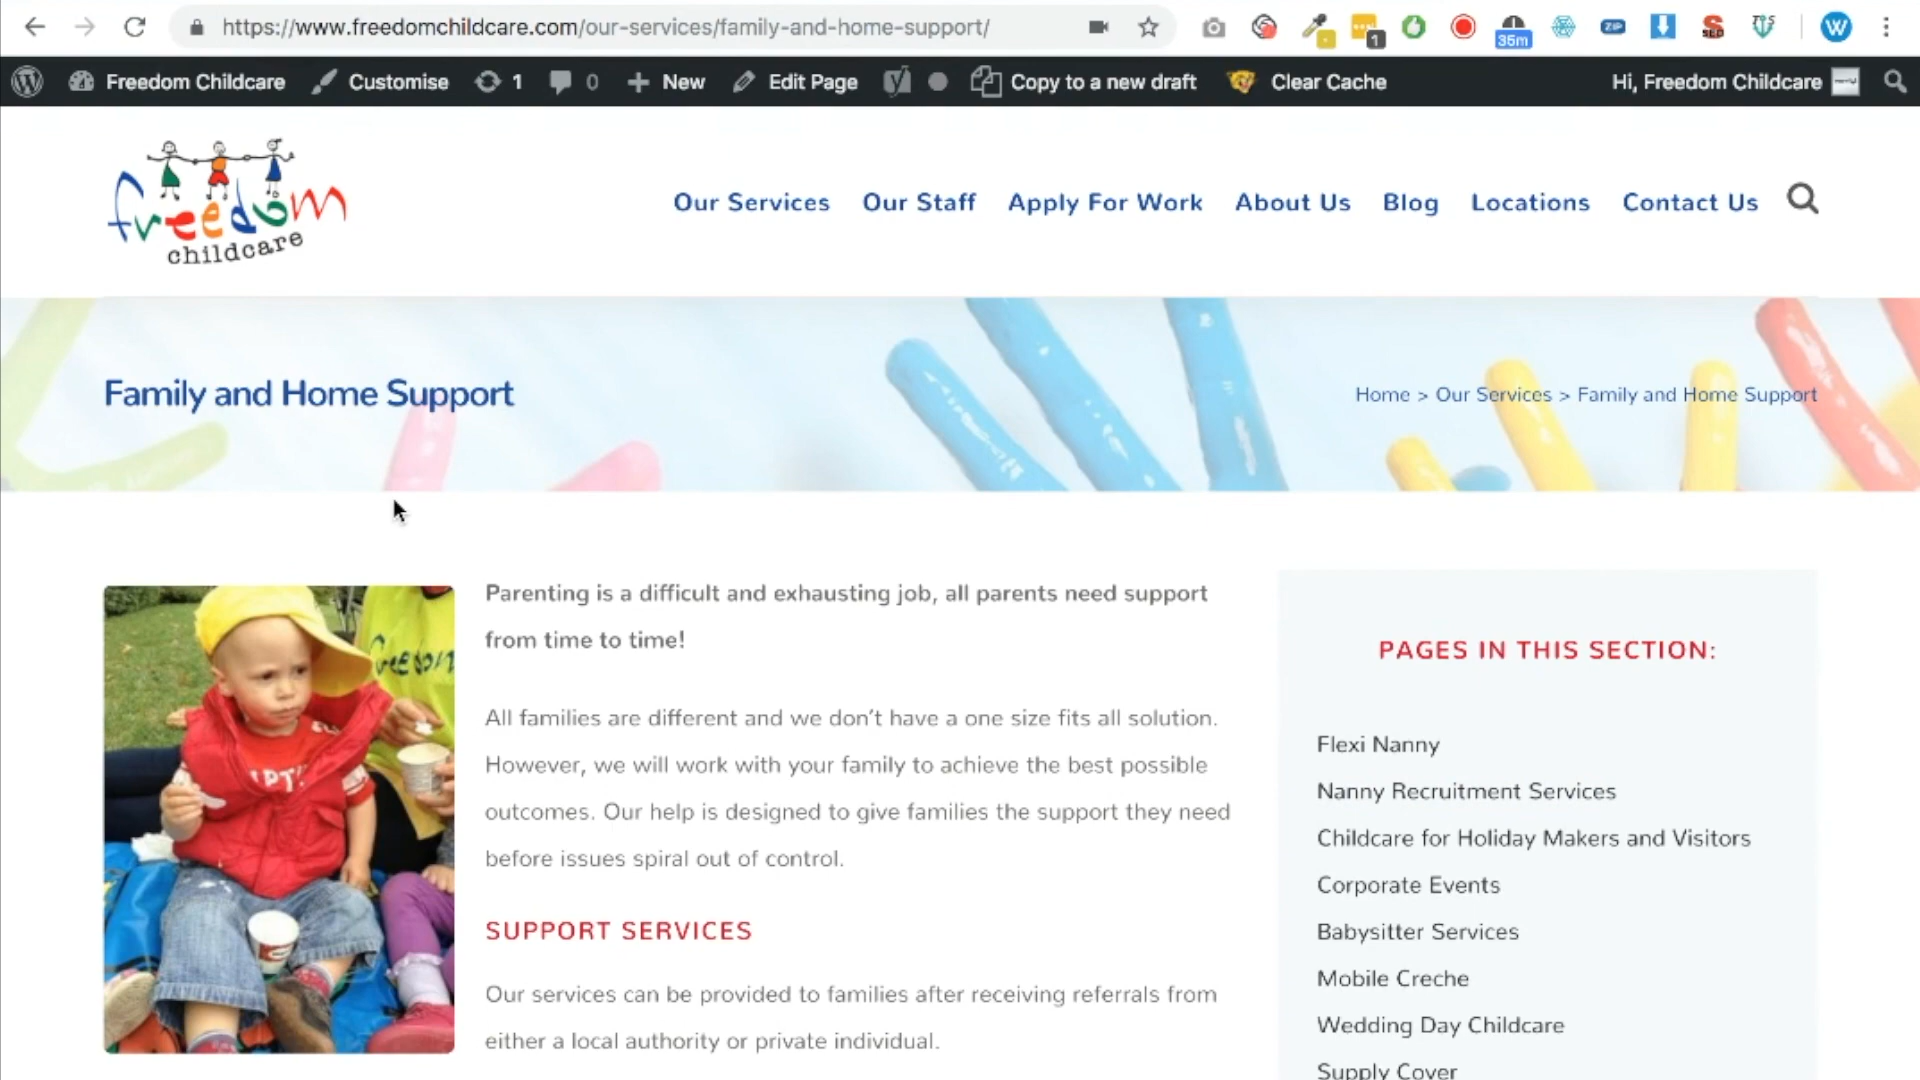 https://www.freedomchildcare.com/our-services/family-and-home-support/
1
35m
ZIP
SEO
W
Freedom Childcare
Customise
1
0
New
Edit Page
Copy to a new draft
Clear Cache
Hi, Freedom Childcare
freedom
childcare
Our Services
Our Staff
Apply For Work
About Us
Blog
Locations
Contact Us
Family and Home Support
Home > Our Services > Family and Home Support
freedom
Parenting is a difficult and exhausting job, all parents need support
from time to time!
All families are different and we don’t have a one size fits all solution.
However, we will work with your family to achieve the best possible
outcomes. Our help is designed to give families the support they need
before issues spiral out of control.
SUPPORT SERVICES
Our services can be provided to families after receiving referrals from
either a local authority or private individual.
PAGES IN THIS SECTION:
Flexi Nanny
Nanny Recruitment Services
Childcare for Holiday Makers and Visitors
Corporate Events
Babysitter Services
Mobile Creche
Wedding Day Childcare
Supply Cover